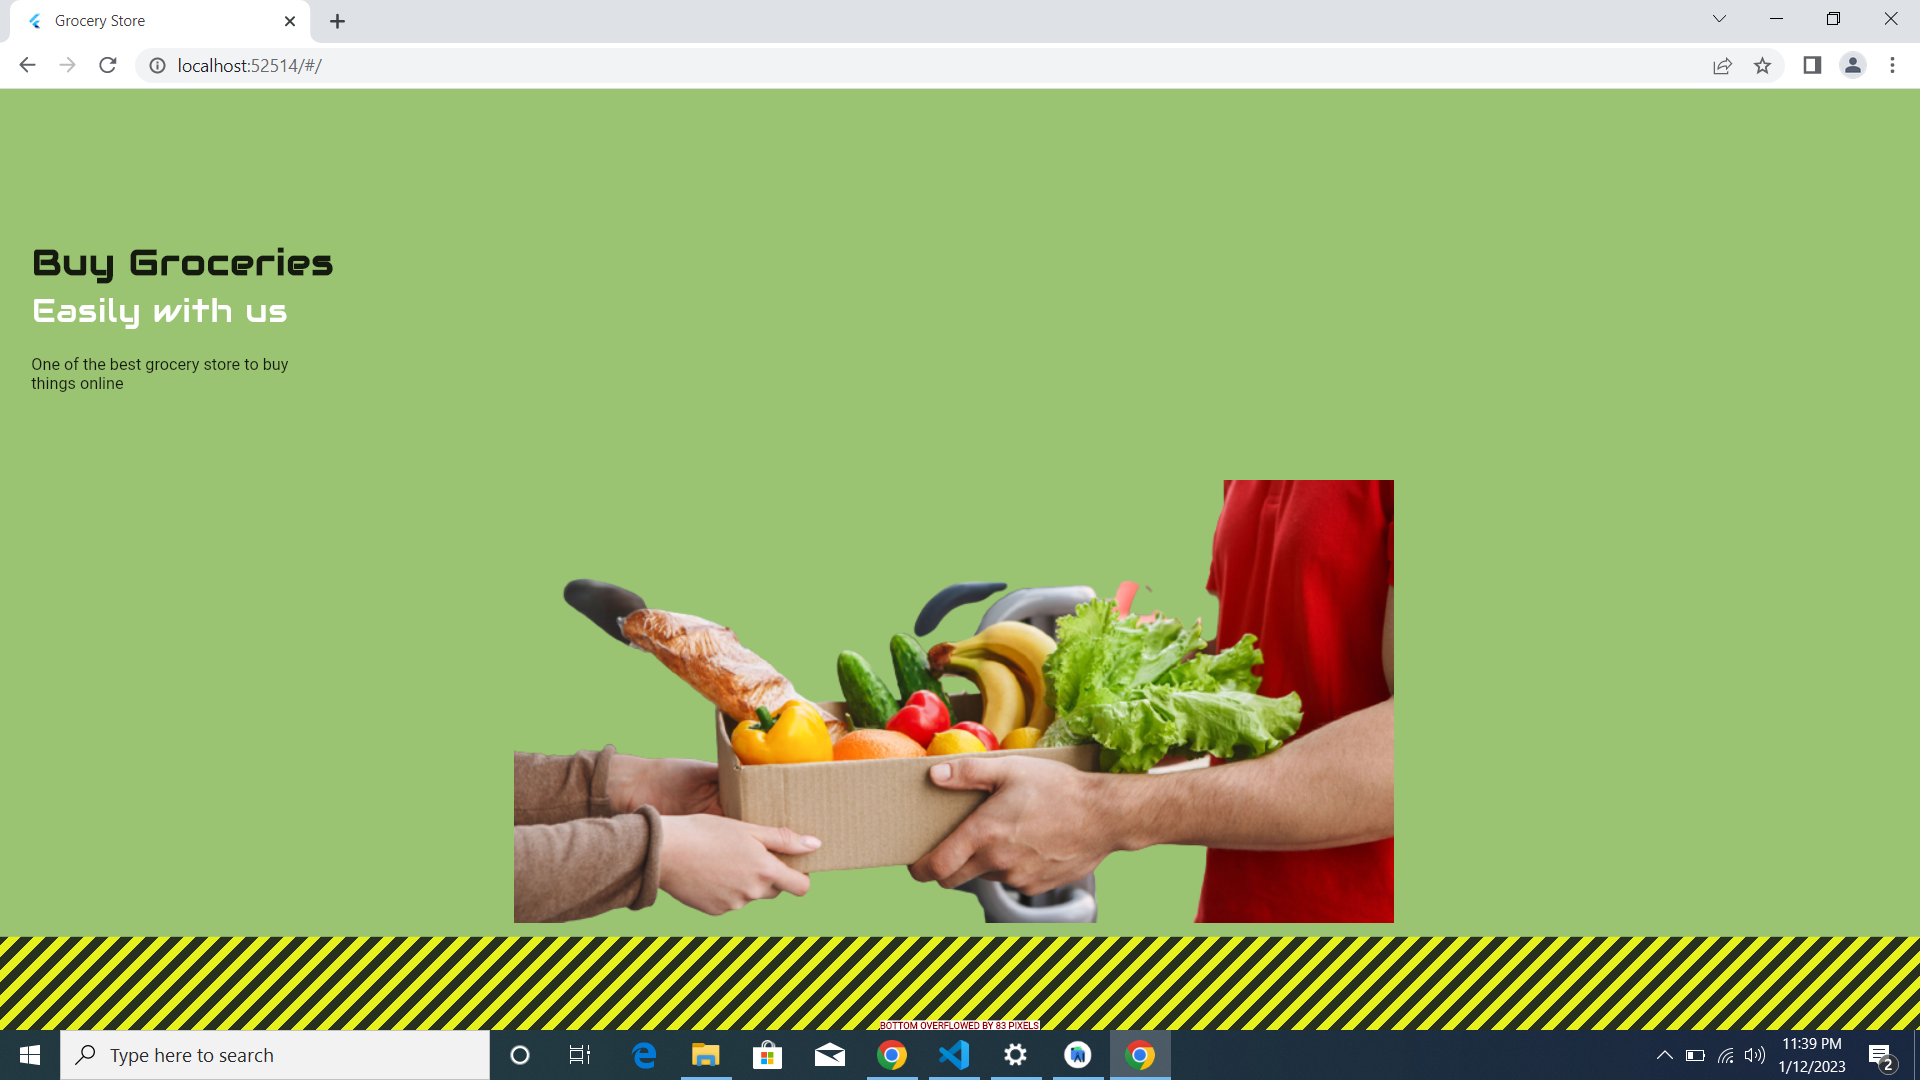 Grocery Store
localhost:52514/#/
Buy Groceries
Easily with us
One of the best grocery store to buy
things online
BOTTOM OVERFLOWED BY 83 PIXELS
Type here to search
11:39 PM
1/12/2023
2